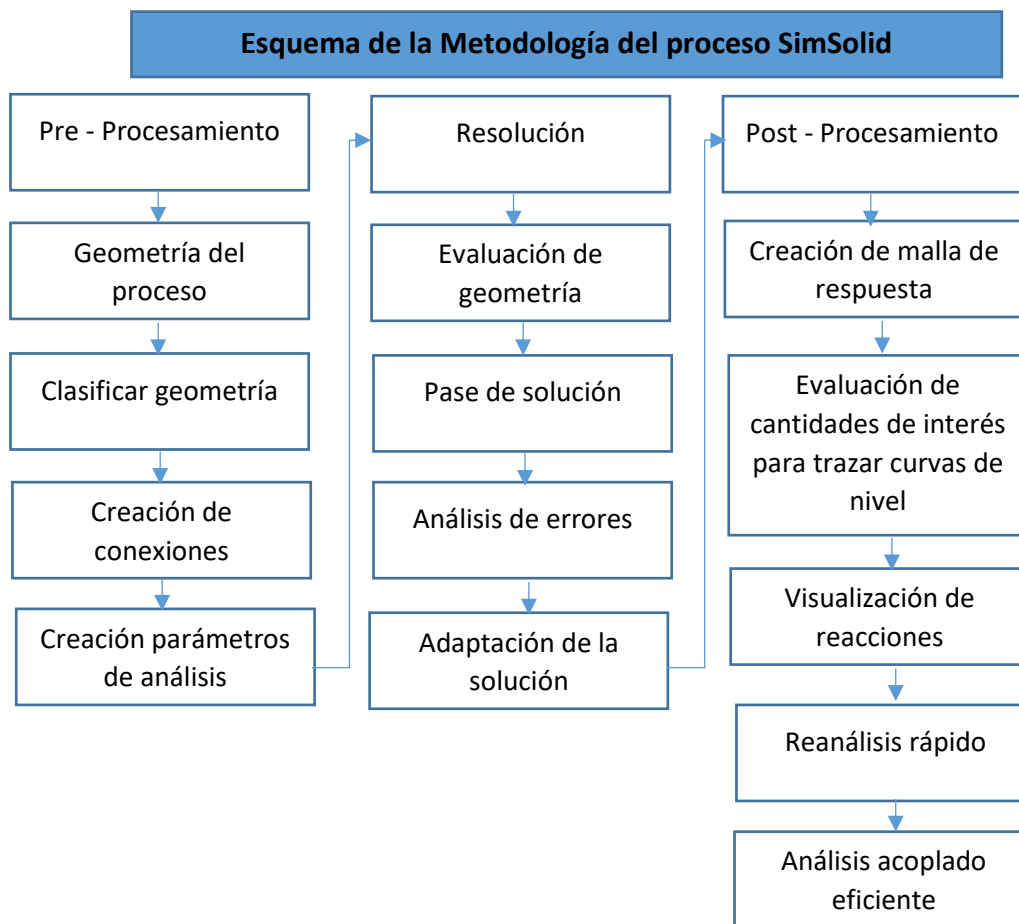 Esquema de la Metodología del proceso SimSolid
Pre - Procesamiento
Geometría del
proceso
Clasificar geometría
Creación de
conexiones
Creación parámetros
de análisis
Resolución
Evaluación de
geometría
Pase de solución
Análisis de errores
Adaptación de la
solución
Post - Procesamiento
Creación de malla de
respuesta
Evaluación de
cantidades de interés
para trazar curvas de
nivel
Visualización de
reacciones
Reanálisis rápido
Análisis acoplado
eficiente